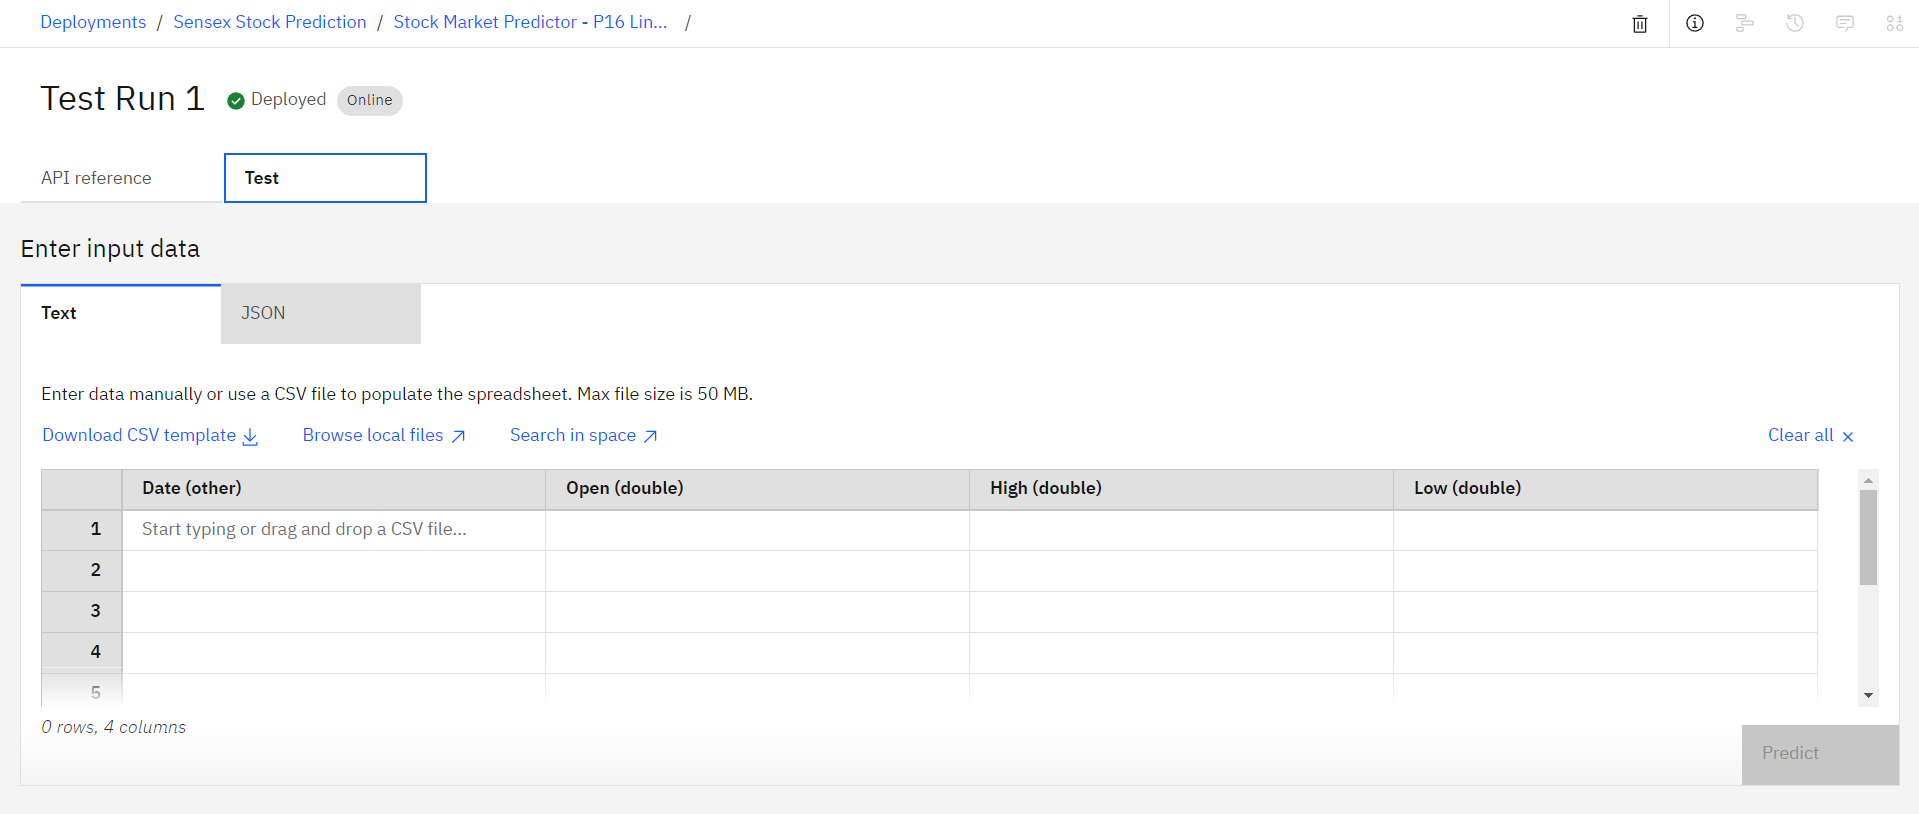 Deployments / Sensex Stock Prediction / Stock Market Predictor - P16 Lin... /
Test Run 1 Deployed Online
API reference Test
Enter input data
Text JSON
Enter data manually or use a CSV file to populate the spreadsheet. Max file size is 50 MB.
Download CSV template Browse local files Search in space Clear all ×
Date (other) Open (double) High (double) Low (double)
1 Start typing or drag and drop a CSV file...
2
3
4
5
0 rows, 4 columns
Predict